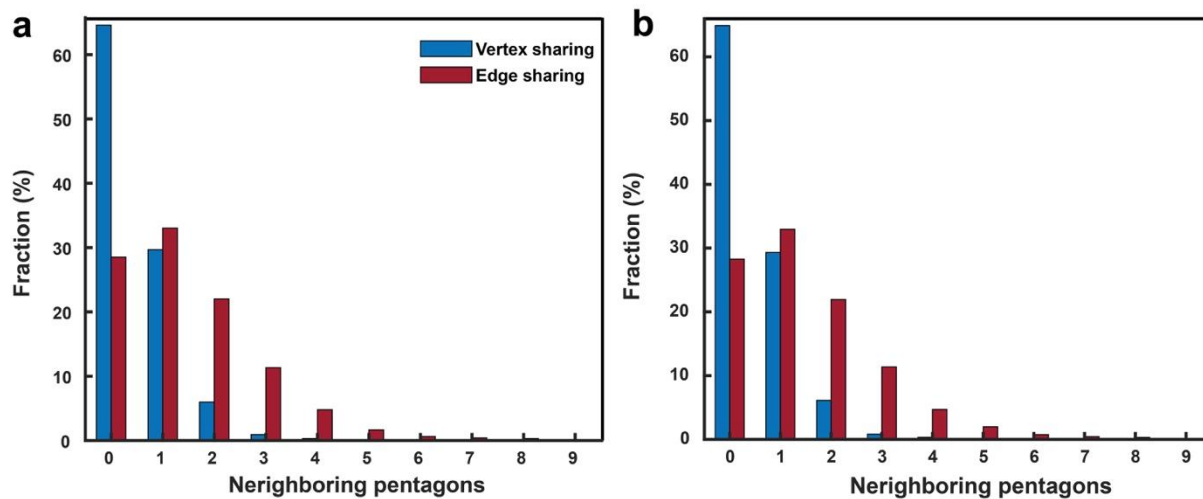 a
60
50
40
30
20
10
0
Fraction (%)
Vertex sharing
Edge sharing
0 1 2 3 4 5 6 7 8 9
Nerighboring pentagons
b
60
50
40
30
20
10
0
Fraction (%)
0 1 2 3 4 5 6 7 8 9
Nerighboring pentagons